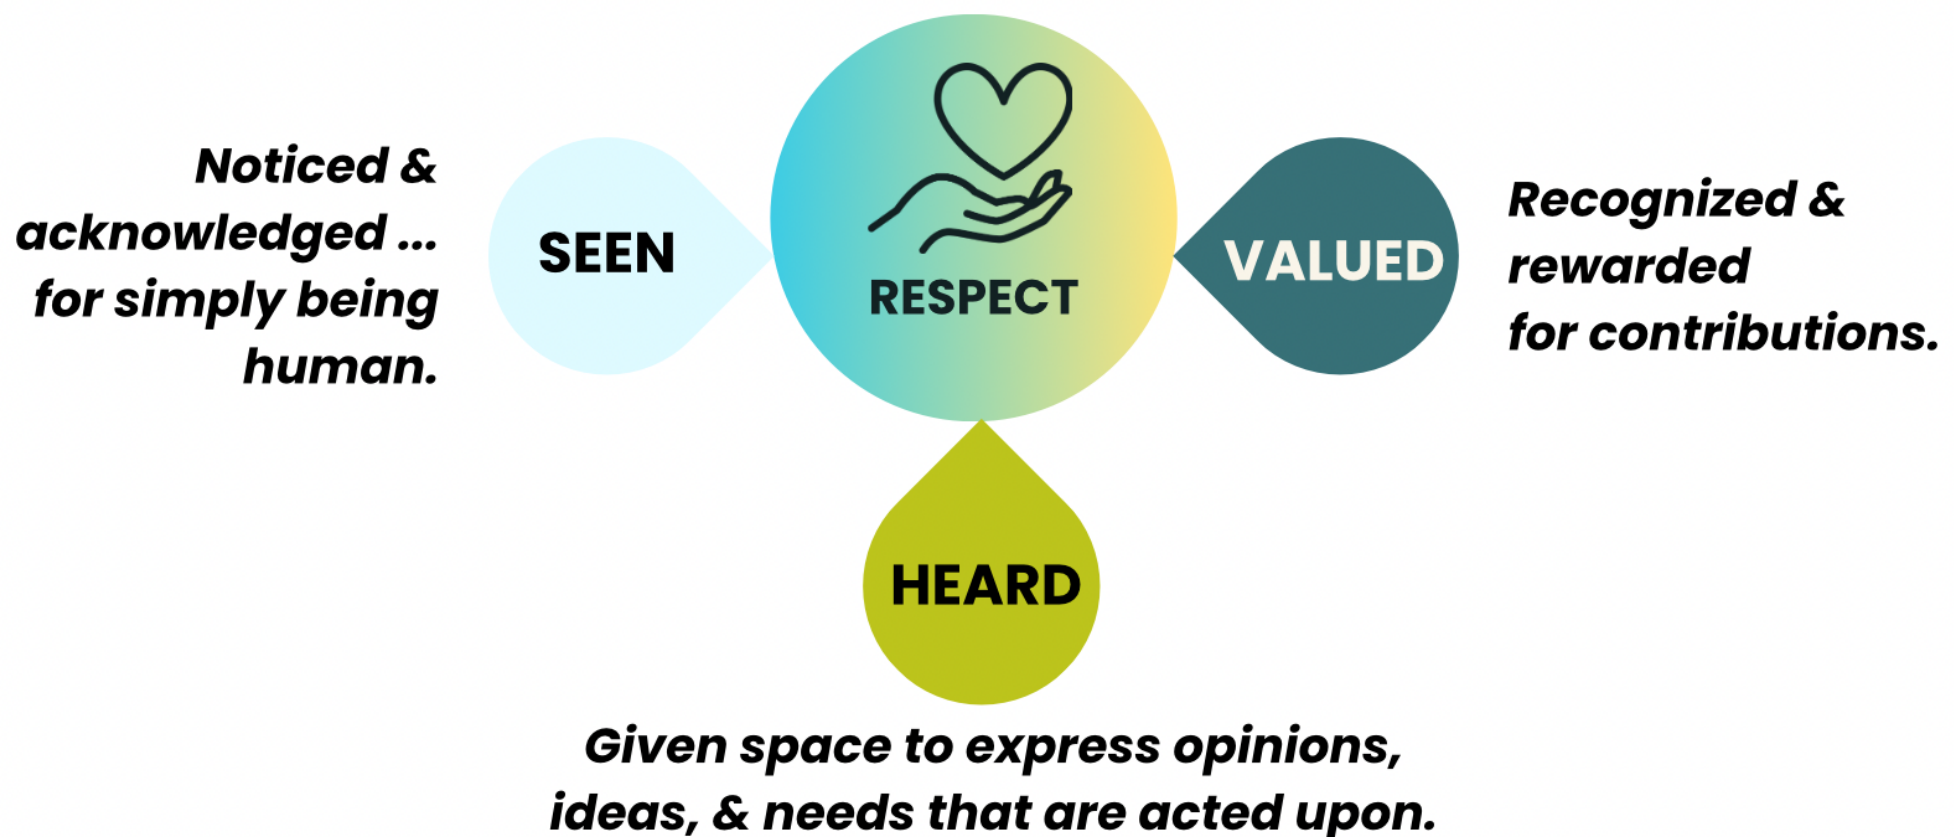 Noticed &
acknowledged ...
for simply being
human.
SEEN
RESPECT
VALUED
Recognized &
rewarded
for contributions.
HEARD
Given space to express opinions,
ideas, & needs that are acted upon.